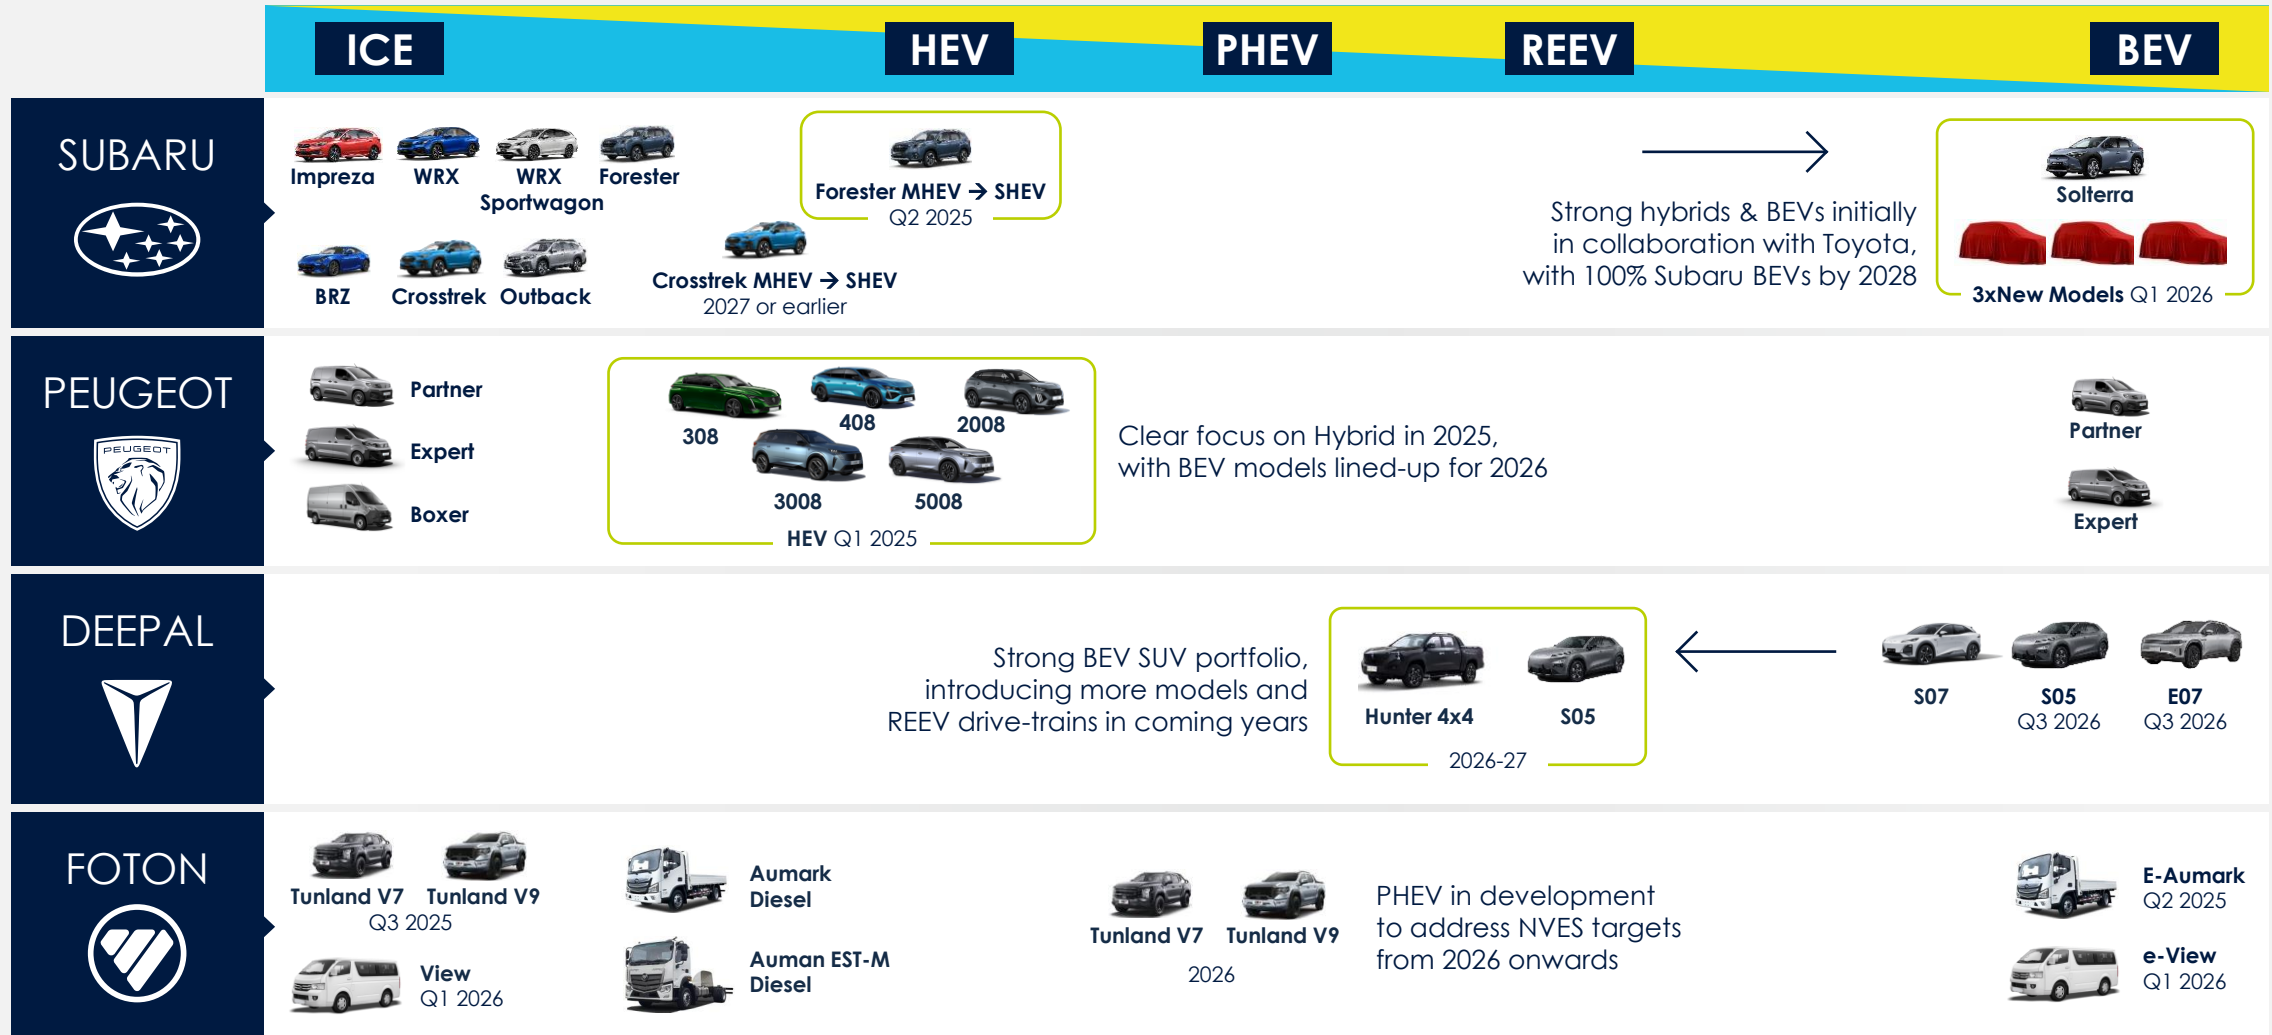 ICE
HEV
PHEV
REEV
BEV
SUBARU
Impreza
WRX
WRX
Sportwagon
Forester
BRZ
Crosstrek
Outback
Forester MHEV → SHEV
Q2 2025
Crosstrek MHEV → SHEV
2027 or earlier
Strong hybrids & BEVs initially
in collaboration with Toyota,
with 100% Subaru BEVs by 2028
Solterra
3xNew Models Q1 2026
PEUGEOT
PEUGEOT
Partner
Expert
Boxer
308
408
2008
3008
5008
HEV Q1 2025
Clear focus on Hybrid in 2025,
with BEV models lined-up for 2026
Partner
Expert
DEEPAL
Strong BEV SUV portfolio,
introducing more models and
REEV drive-trains in coming years
Hunter 4x4
S05
2026-27
S07
S05
Q3 2026
E07
Q3 2026
FOTON
Tunland V7
Tunland V9
Q3 2025
View
Q1 2026
Aumark
Diesel
Auman EST-M
Diesel
Tunland V7
Tunland V9
2026
PHEV in development
to address NVES targets
from 2026 onwards
E-Aumark
Q2 2025
e-View
Q1 2026